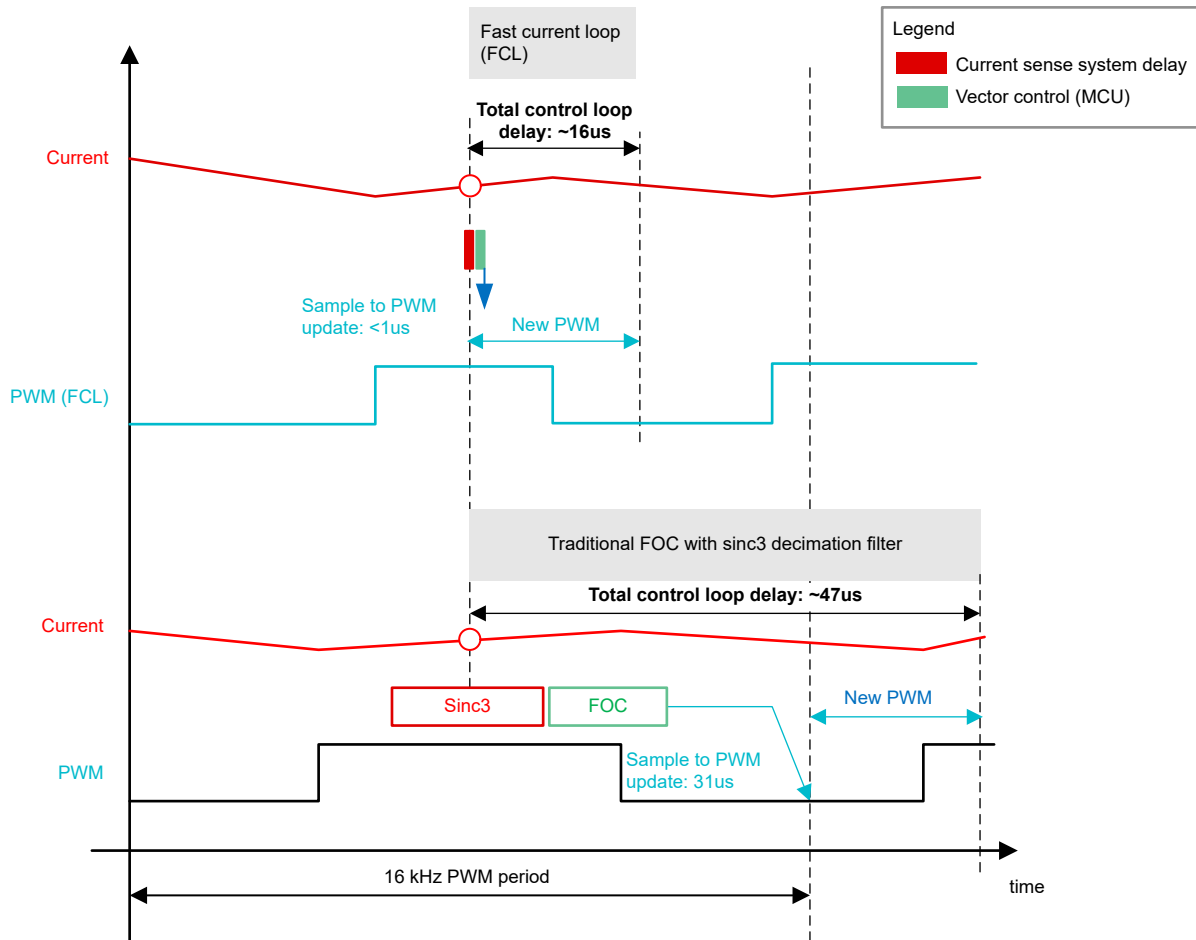 Fast current loop
(FCL)
Legend
Current sense system delay
Vector control (MCU)
Total control loop
delay: ~16us
Current
Sample to PWM
update: <1us
New PWM
PWM (FCL)
Traditional FOC with sinc3 decimation filter
Total control loop delay: ~47us
Current
Sinc3
FOC
New PWM
Sample to PWM
update: 31us
PWM
16 kHz PWM period
time